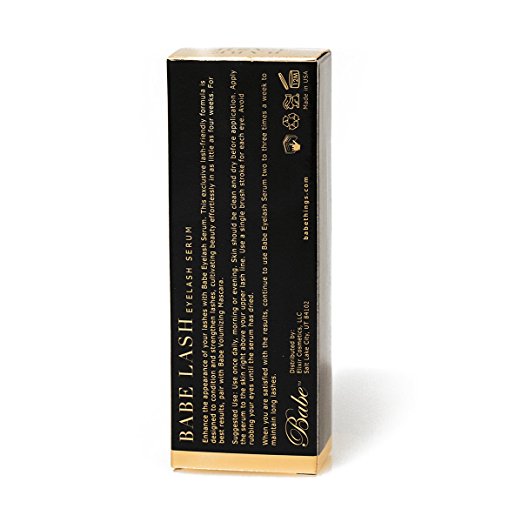 BABE LASH
EYELASH SERUM
Enhance the appearance of your lashes with Babe Eyelash Serum. This exclusive lash-friendly formula is
designed to condition and strengthen lashes, cultivating beauty effortlessly in as little as four weeks. For
best results, pair with Babe Volumizing Mascara.
Suggested Use: Use once daily, morning or evening. Skin should be clean and dry before application. Apply
the serum to the skin right above your upper lash line. Use a single brush stroke for each eye. Avoid
rubbing your eyes until the serum has dried.
When you are satisfied with the results, continue to use Babe Eyelash Serum two to three times a week to
maintain long lashes.
Babe™
Distributed by:
Elixir Cosmetics, LLC
Salt Lake City, UT 84102
babethings.com
12M
Made in USA